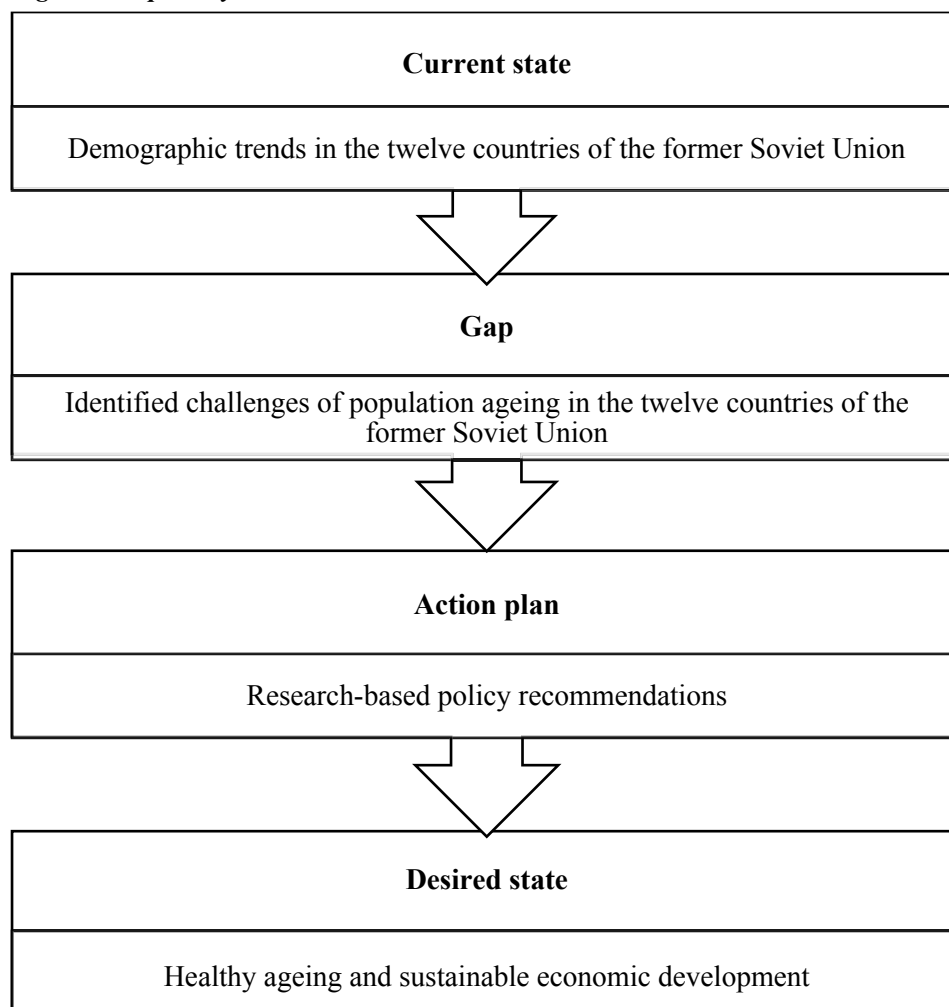 Current state
Demographic trends in the twelve countries of the former Soviet Union
Gap
Identified challenges of population ageing in the twelve countries of the
former Soviet Union
Action plan
Research-based policy recommendations
Desired state
Healthy ageing and sustainable economic development